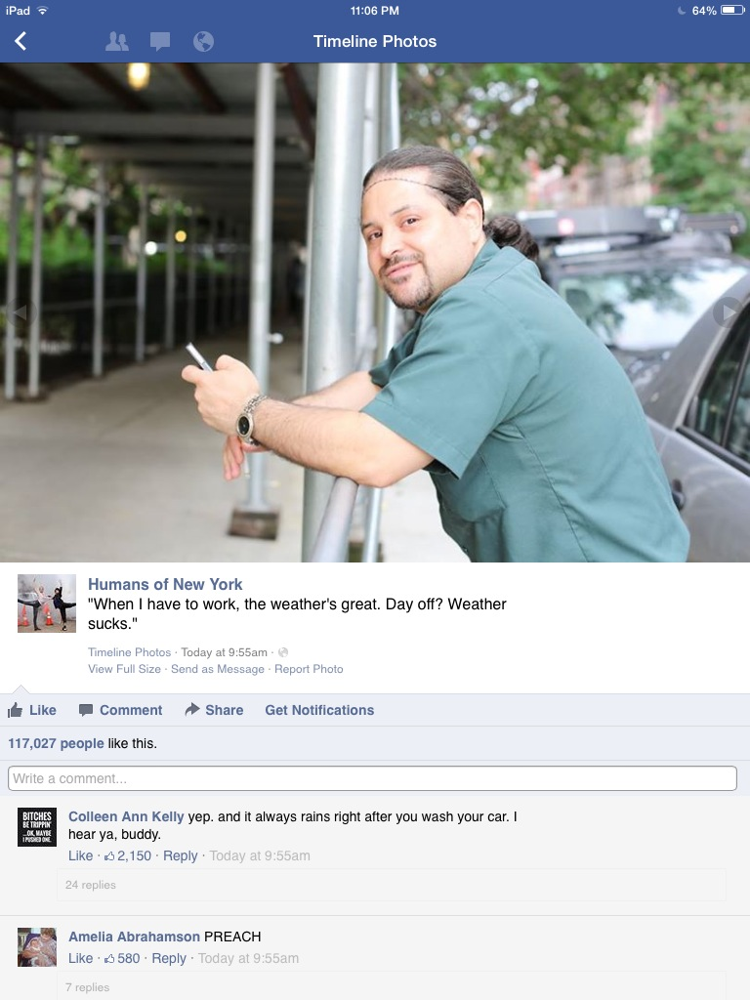 iPad
11:06 PM
64%
Timeline Photos
Humans of New York
"When I have to work, the weather's great. Day off? Weather
sucks."
Timeline Photos · Today at 9:55am ·
View Full Size · Send as Message · Report Photo
Like Comment Share Get Notifications
117,027 people like this.
Write a comment...
BITCHES
BE TRIPPIN'
...OK, MAYBE
I PUSHED ONE.
Colleen Ann Kelly yep. and it always rains right after you wash your car. I
hear ya, buddy.
Like · 2,150 · Reply · Today at 9:55am
24 replies
Amelia Abrahamson PREACH
Like · 580 · Reply · Today at 9:55am
7 replies